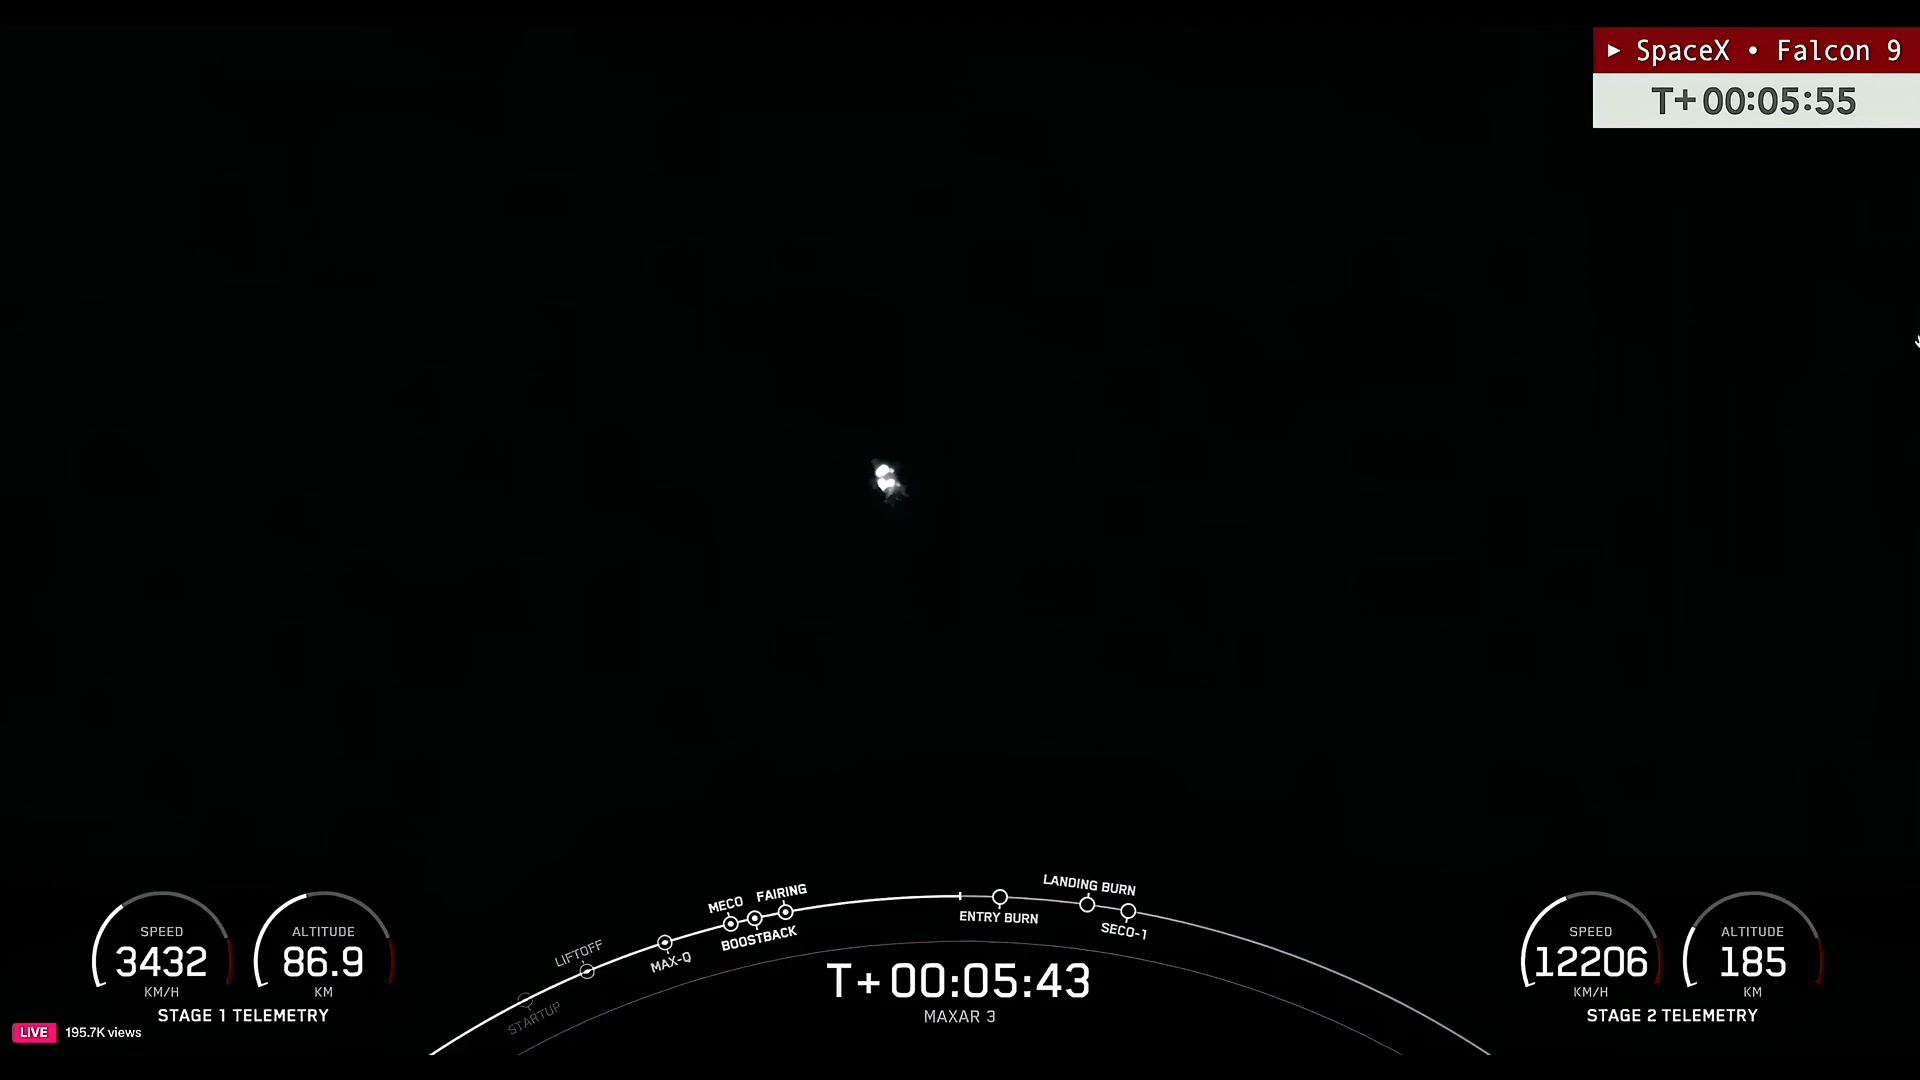 ▶ SpaceX • Falcon 9
T+00:05:55
STARTUP
LIFTOFF
MAX-Q
MECO
BOOSTBACK
FAIRING
ENTRY BURN
LANDING BURN
SECO-1
SPEED
3432
KM/H
ALTITUDE
86.9
KM
STAGE 1 TELEMETRY
T+00:05:43
MAXAR 3
SPEED
12206
KM/H
ALTITUDE
185
KM
STAGE 2 TELEMETRY
LIVE 195.7K views